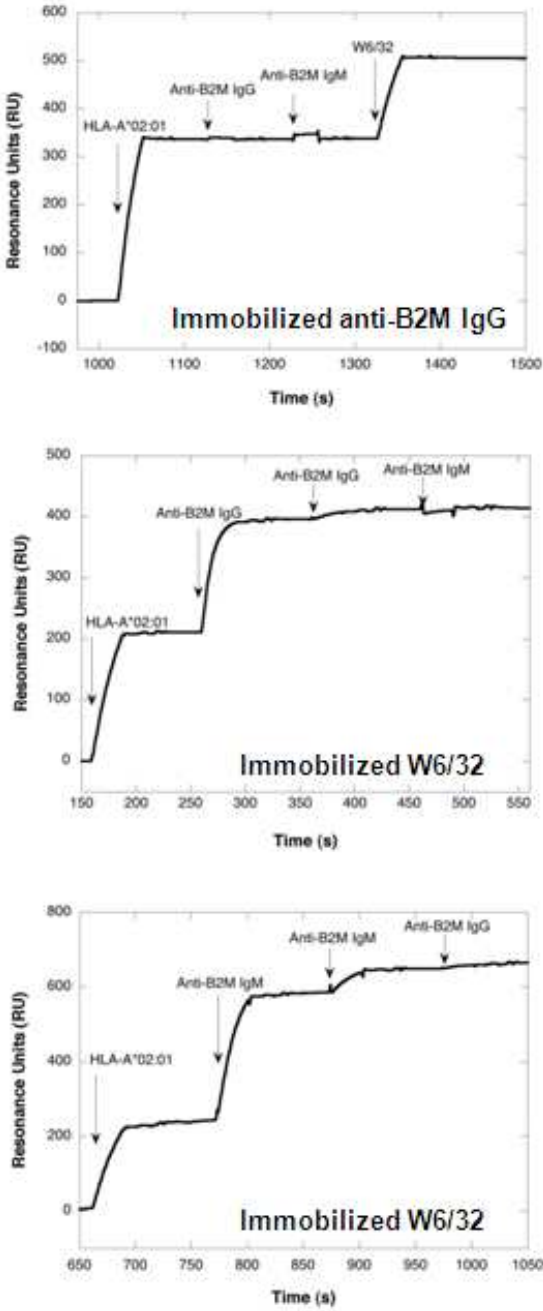 600
500
W6/32
Anti-B2M IgM
400
Anti-B2M IgG
HLA-A*02:01
300
200
100
0
-100
Resonance Units (RU)
Immobilized anti-B2M IgG
1000 1100 1200 1300 1400 1500
Time (s)
500
Anti-B2M IgG
Anti-B2M IgM
400
Anti-B2M IgG
300
HLA-A*02:01
200
100
0
Resonance Units (RU)
Immobilized W6/32
150 200 250 300 350 400 450 500 550
Time (s)
800
Anti-B2M IgG
Anti-B2M IgM
600
Anti-B2M IgM
400
HLA-A*02:01
200
0
Resonance Units (RU)
Immobilized W6/32
650 700 750 800 850 900 950 1000 1050
Time (s)